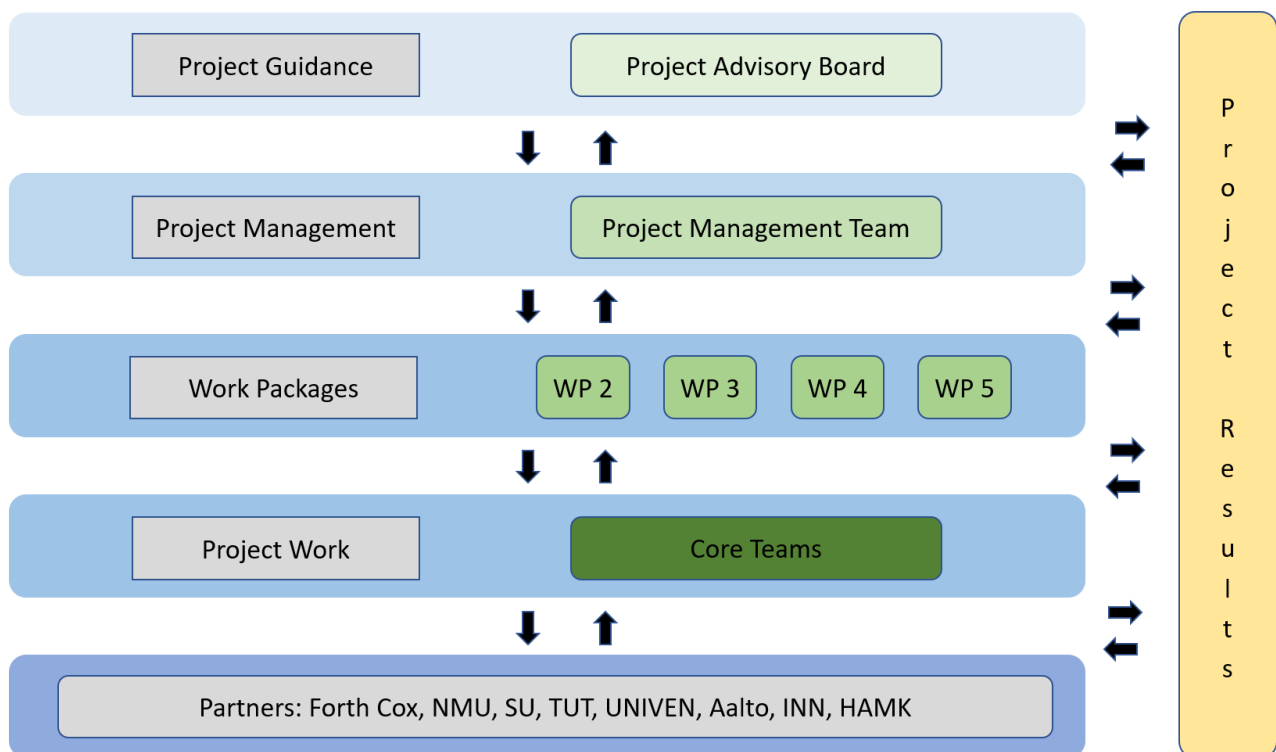 Project Guidance
Project Advisory Board
Project Management
Project Management Team
Work Packages
WP 2
WP 3
WP 4
WP 5
Project Work
Core Teams
Partners: Forth Cox, NMU, SU, TUT, UNIVEN, Aalto, INN, HAMK
Project Results